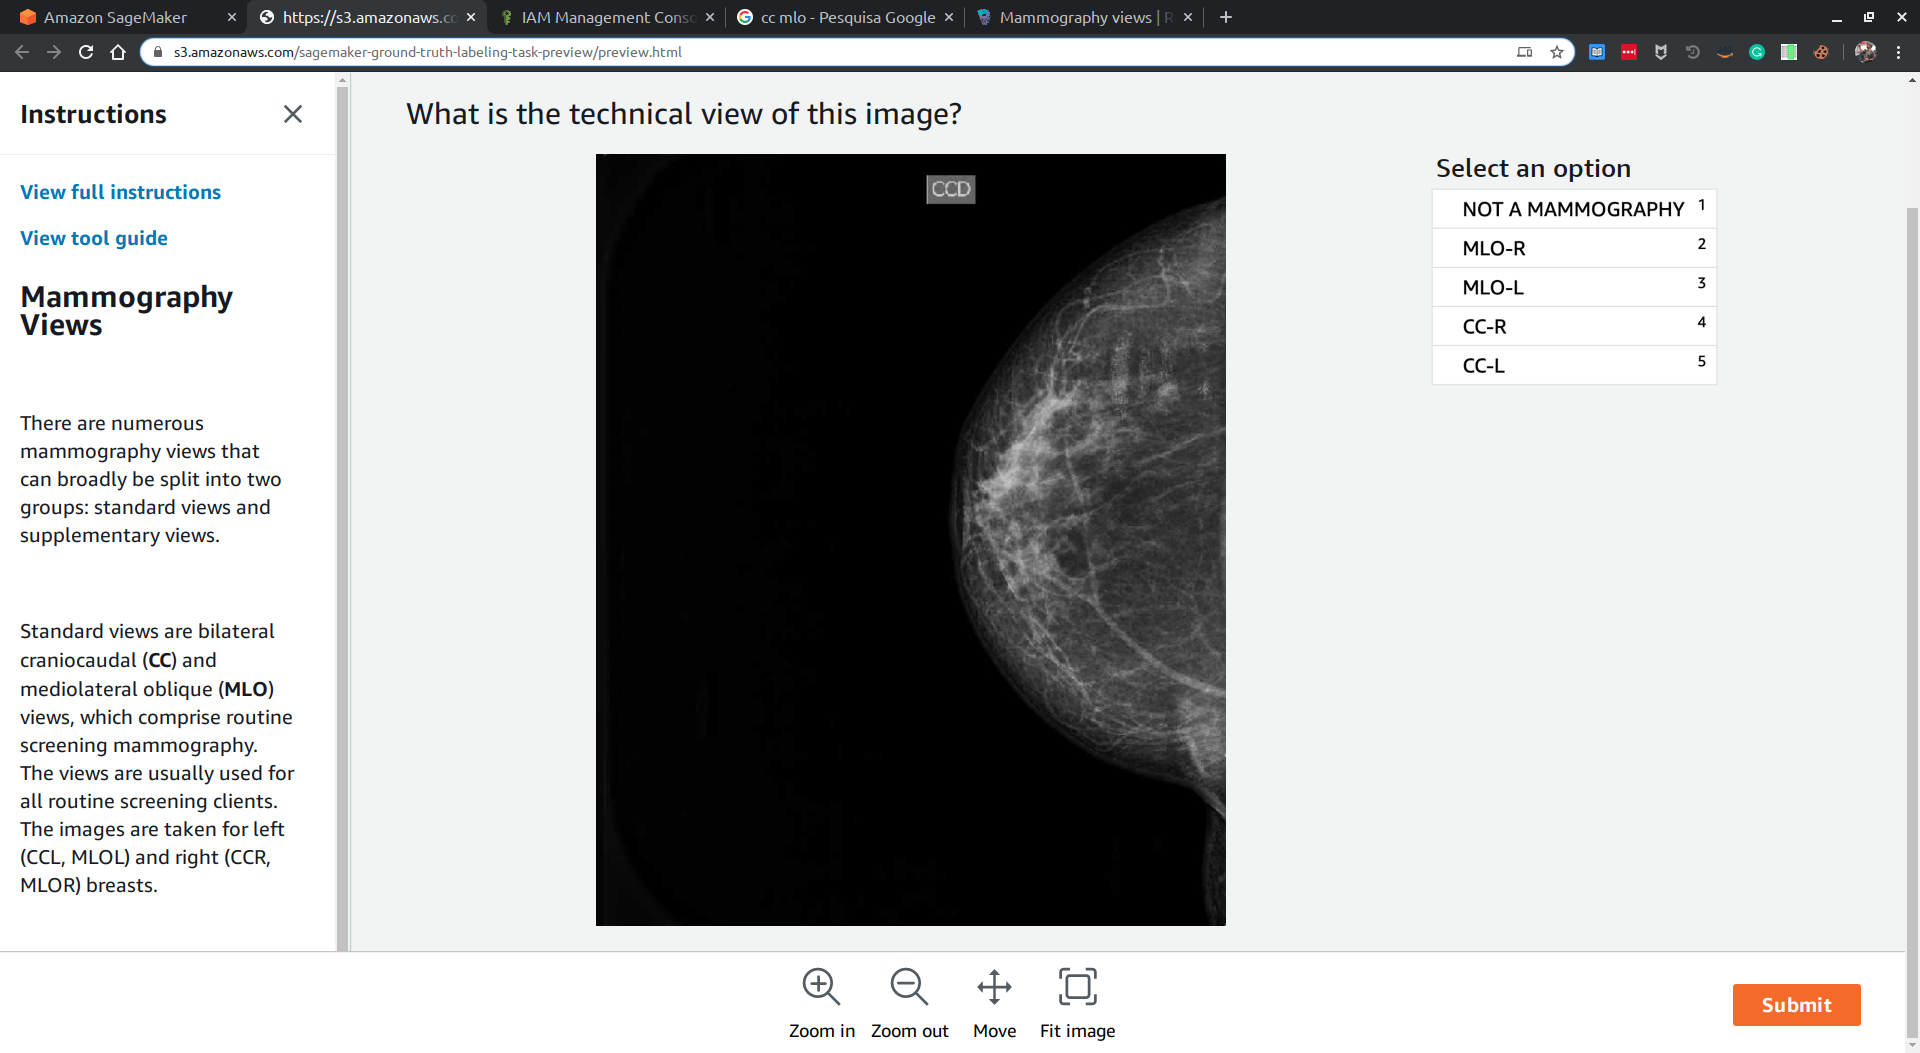 Amazon SageMaker
https://s3.amazonaws.co
IAM Management Conso
cc mlo - Pesquisa Google
Mammography views | R
s3.amazonaws.com/sagemaker-ground-truth-labeling-task-preview/preview.html
Instructions
View full instructions
View tool guide
Mammography
Views
There are numerous
mammography views that
can broadly be split into two
groups: standard views and
supplementary views.
Standard views are bilateral
craniocaudal (CC) and
mediolateral oblique (MLO)
views, which comprise routine
screening mammography.
The views are usually used for
all routine screening clients.
The images are taken for left
(CCL, MLOL) and right (CCR,
MLOR) breasts.
What is the technical view of this image?
CCD
Select an option
NOT A MAMMOGRAPHY 1
MLO-R 2
MLO-L 3
CC-R 4
CC-L 5
Zoom in
Zoom out
Move
Fit image
Submit